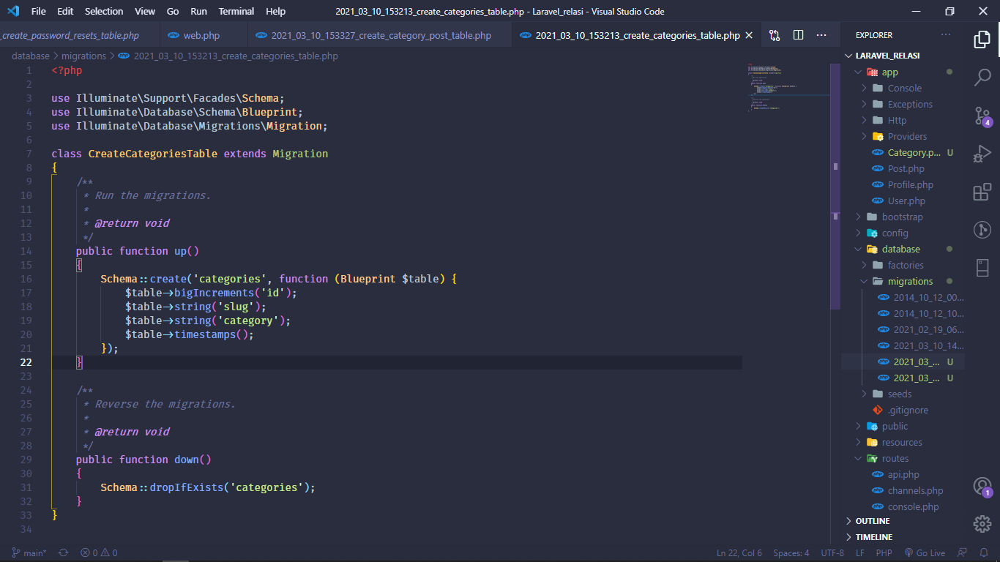 File Edit Selection View Go Run Terminal Help 2021_03_10_153213_create_categories_table.php - Laravel_relasi - Visual Studio Code
_create_password_resets_table.php web.php 2021_03_10_153327_create_category_post_table.php 2021_03_10_153213_create_categories_table.php
database > migrations > 2021_03_10_153213_create_categories_table.php
1 <?php
2
3 use Illuminate\Support\Facades\Schema;
4 use Illuminate\Database\Schema\Blueprint;
5 use Illuminate\Database\Migrations\Migration;
6
7 class CreateCategoriesTable extends Migration
8 {
9 /**
10 * Run the migrations.
11 *
12 * @return void
13 */
14 public function up()
15 {
16 Schema::create('categories', function (Blueprint $table) {
17 $table->bigIncrements('id');
18 $table->string('slug');
19 $table->string('category');
20 $table->timestamps();
21 });
22 }
23
24 /**
25 * Reverse the migrations.
26 *
27 * @return void
28 */
29 public function down()
30 {
31 Schema::dropIfExists('categories');
32 }
33 }
34
EXPLORER
LARAVEL_RELASI
app
Console
Exceptions
Http
Providers
Category.p... U
Post.php
Profile.php
User.php
bootstrap
config
database
factories
migrations
2014_10_12_00...
2014_10_12_10...
2021_02_19_06...
2021_03_10_14...
2021_03_... U
2021_03_... U
seeds
.gitignore
public
resources
routes
api.php
channels.php
console.php
OUTLINE
TIMELINE
4
1
main* 0 0 Ln 22, Col 6 Spaces: 4 UTF-8 LF PHP Go Live